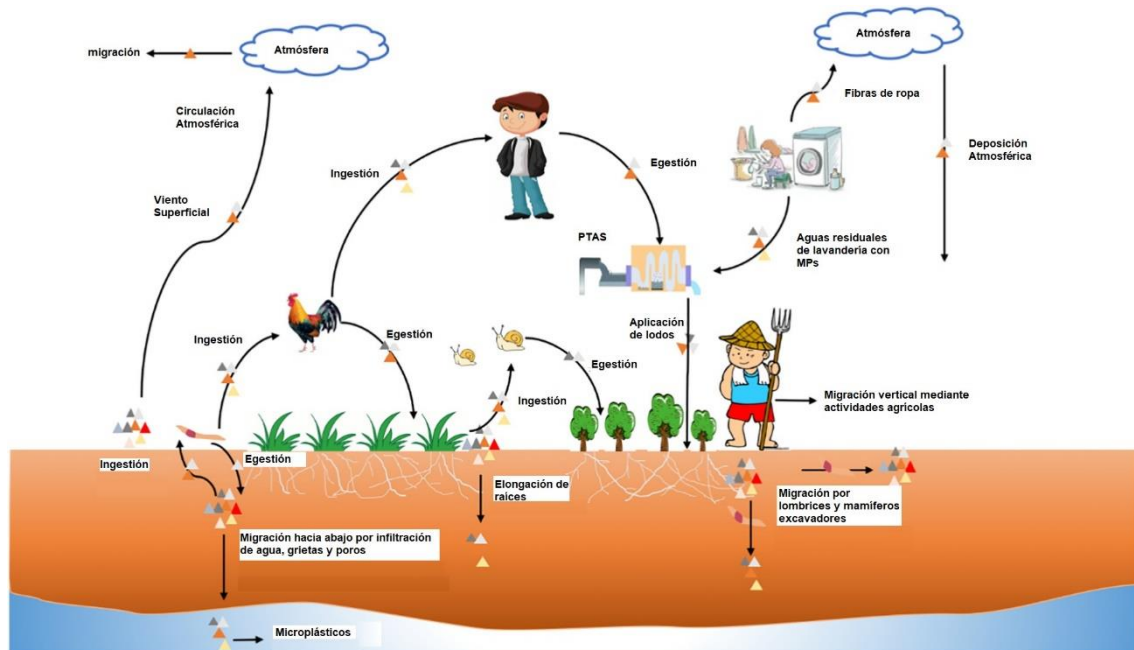 Atmósfera
migración
Circulación
Atmosférica
Viento
Superficial
Ingestión
Egestión
PTAS
Atmósfera
Fibras de ropa
Deposición
Atmosférica
Aguas residuales
de lavandería con
MPs
Ingestión
Egestión
Ingestión
Egestión
Aplicación
de lodos
Migración vertical mediante
actividades agrícolas
Ingestión
Egestión
Elongación de
raíces
Migración por
lombrices y mamíferos
excavadores
Migración hacia abajo por infiltración
de agua, grietas y poros
Microplásticos